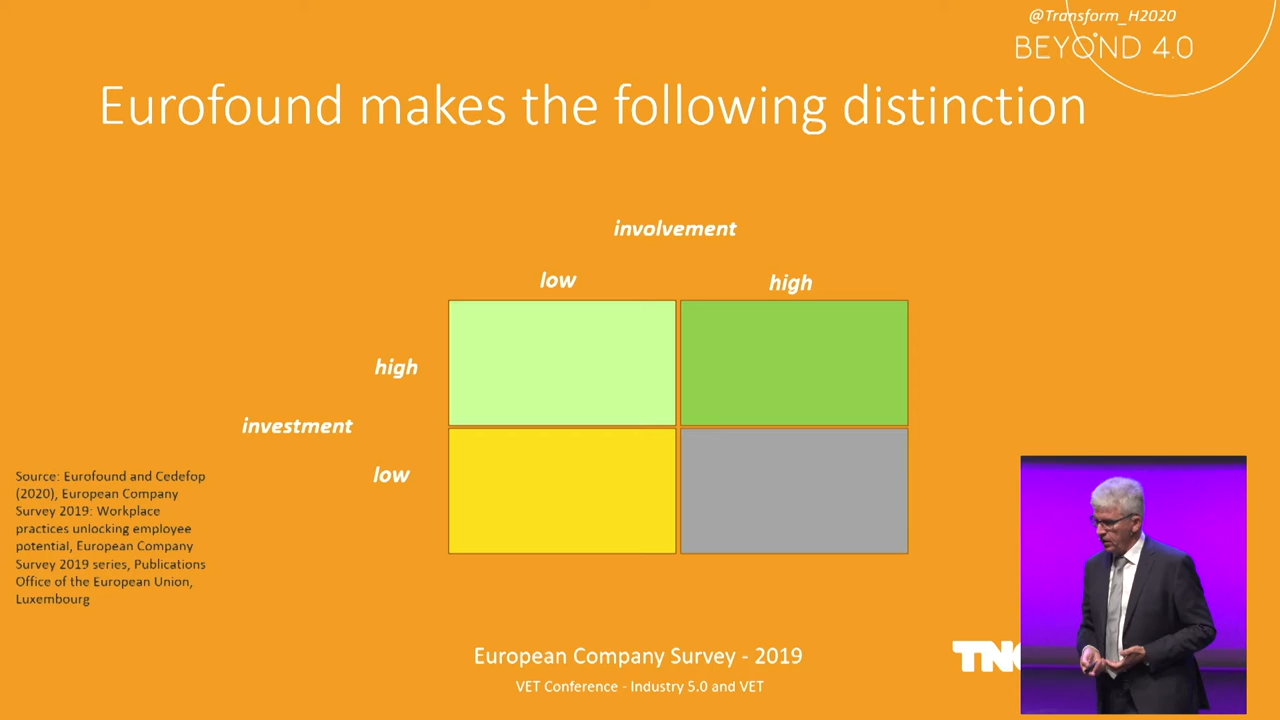 @Transform_H2020
BEYOND 4.0
Eurofound makes the following distinction
involvement
low
high
high
investment
low
Source: Eurofound and Cedefop
(2020), European Company
Survey 2019: Workplace
practices unlocking employee
potential, European Company
Survey 2019 series, Publications
Office of the European Union,
Luxembourg
European Company Survey - 2019
VET Conference - Industry 5.0 and VET